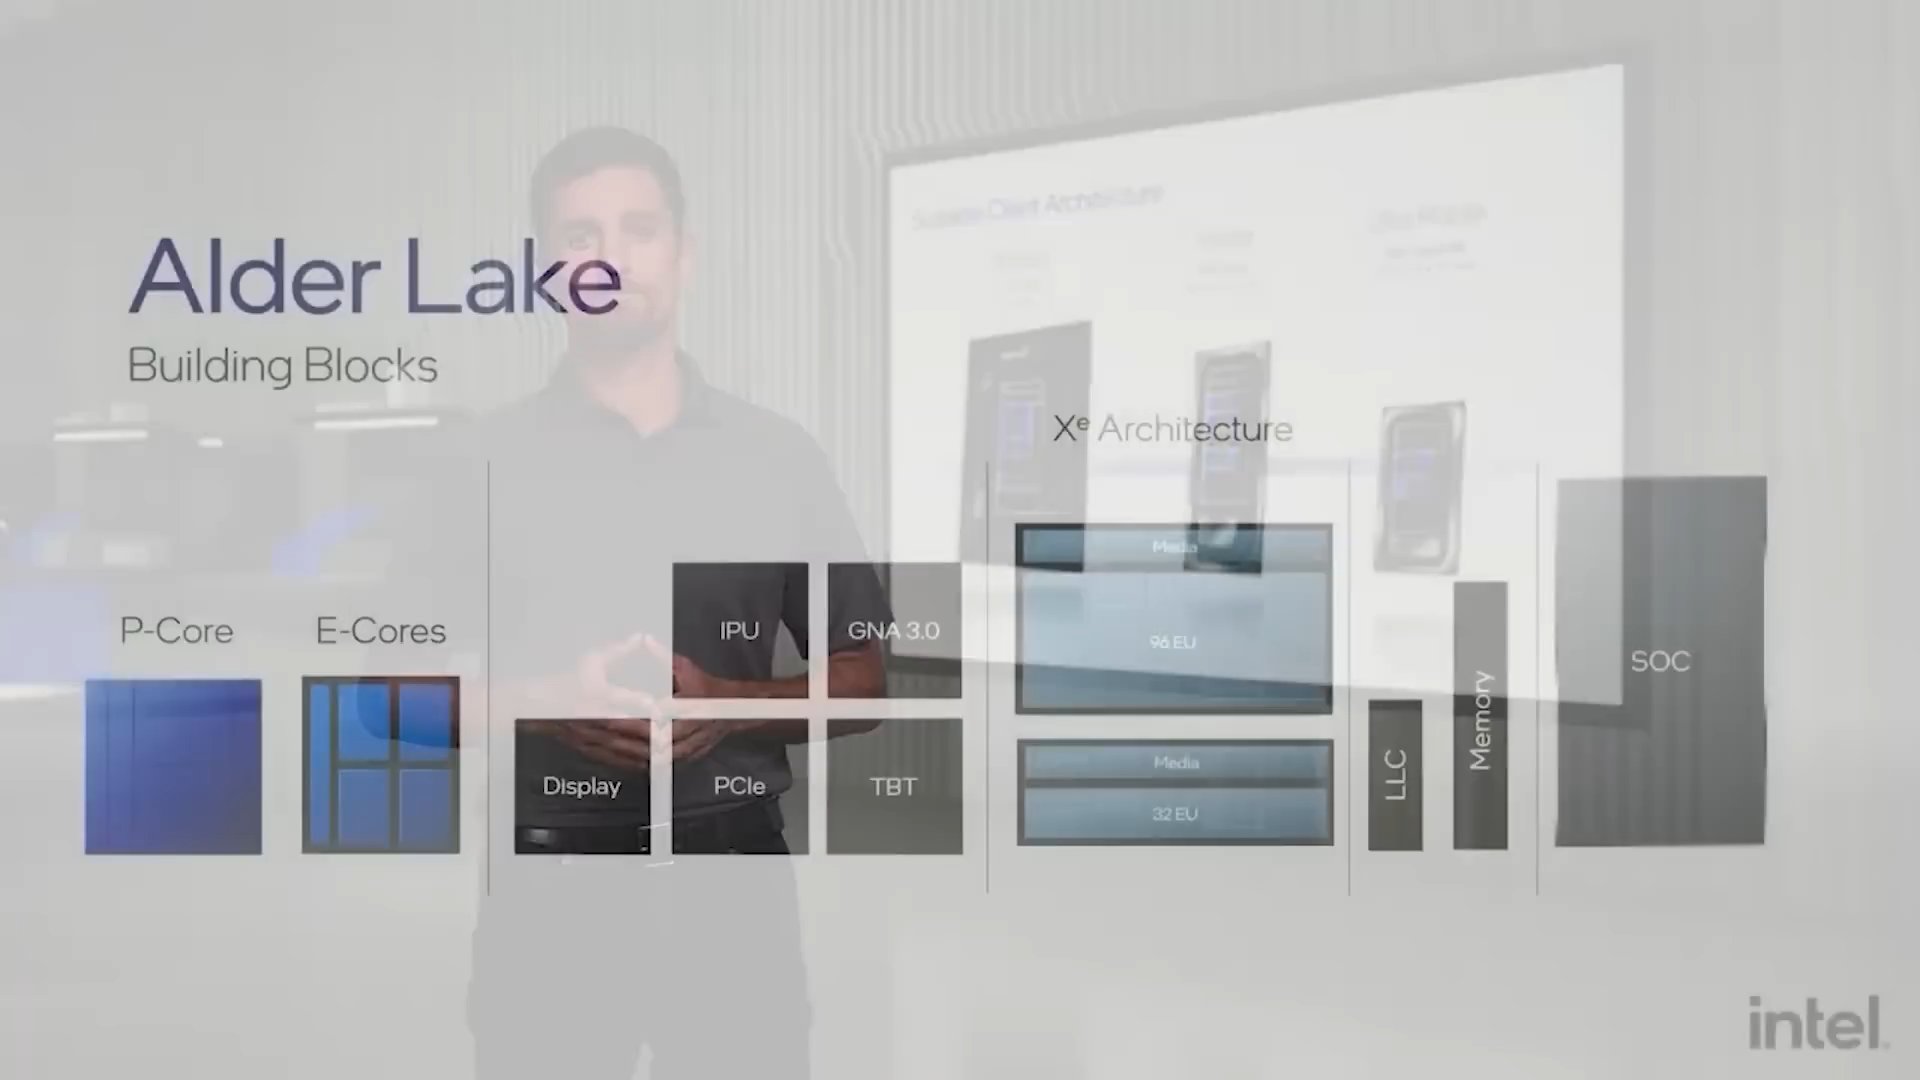 Alder Lake
Building Blocks
Xᵉ Architecture
P-Core
E-Cores
Display
IPU
GNA 3.0
PCIe
TBT
Media
96 EU
Media
32 EU
LLC
Memory
SOC
intel.